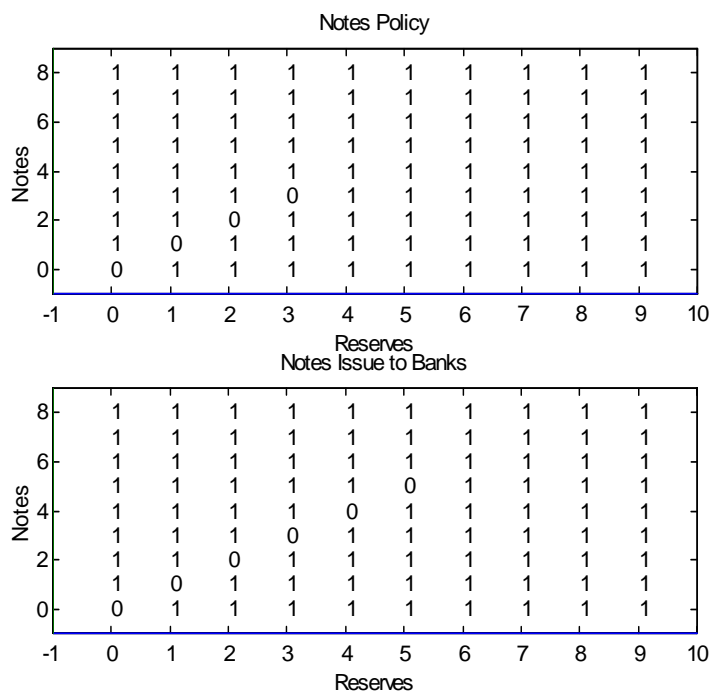 Notes Policy
8 1 1 1 1 1 1 1 1 1 1
1 1 1 1 1 1 1 1 1 1
6 1 1 1 1 1 1 1 1 1 1
1 1 1 1 1 1 1 1 1 1
4 1 1 1 1 1 1 1 1 1 1
Notes
1 1 1 0 1 1 1 1 1 1
2 1 1 0 1 1 1 1 1 1 1
1 0 1 1 1 1 1 1 1 1
0 0 1 1 1 1 1 1 1 1 1
-1 0 1 2 3 4 5 6 7 8 9 10
Reserves
Notes Issue to Banks
8 1 1 1 1 1 1 1 1 1 1
1 1 1 1 1 1 1 1 1 1
6 1 1 1 1 1 1 1 1 1 1
1 1 1 1 1 0 1 1 1 1
4 1 1 1 1 0 1 1 1 1 1
Notes
1 1 1 0 1 1 1 1 1 1
2 1 1 0 1 1 1 1 1 1 1
1 0 1 1 1 1 1 1 1 1
0 0 1 1 1 1 1 1 1 1 1
-1 0 1 2 3 4 5 6 7 8 9 10
Reserves